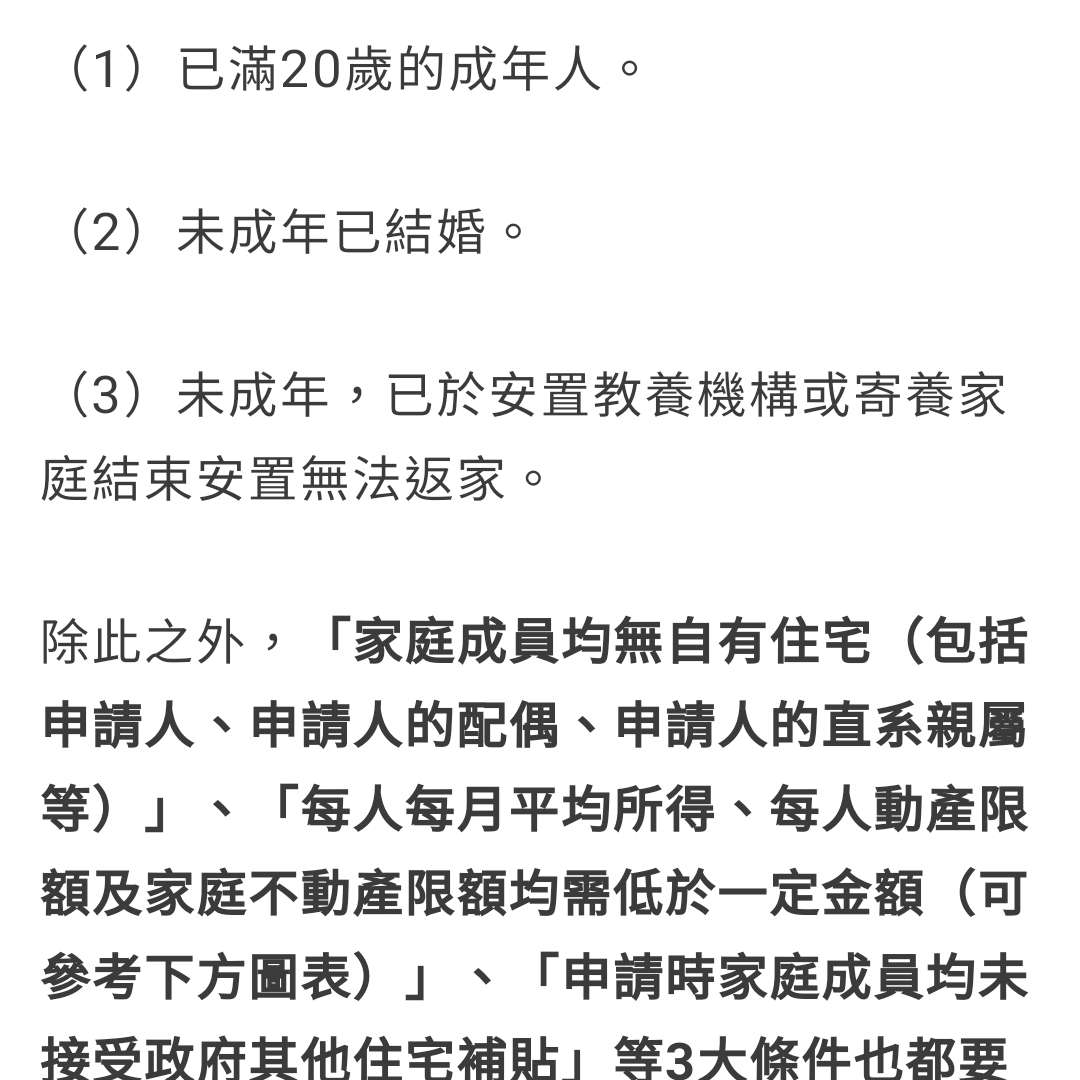 （1）已滿20歲的成年人。
（2）未成年已結婚。
（3）未成年，已於安置教養機構或寄養家
庭結束安置無法返家。
除此之外，「家庭成員均無自有住宅（包括
申請人、申請人的配偶、申請人的直系親屬
等）」、「每人每月平均所得、每人動產限
額及家庭不動產限額均需低於一定金額（可
參考下方圖表）」、「申請時家庭成員均未
接受政府其他住宅補貼」等3大條件也都要